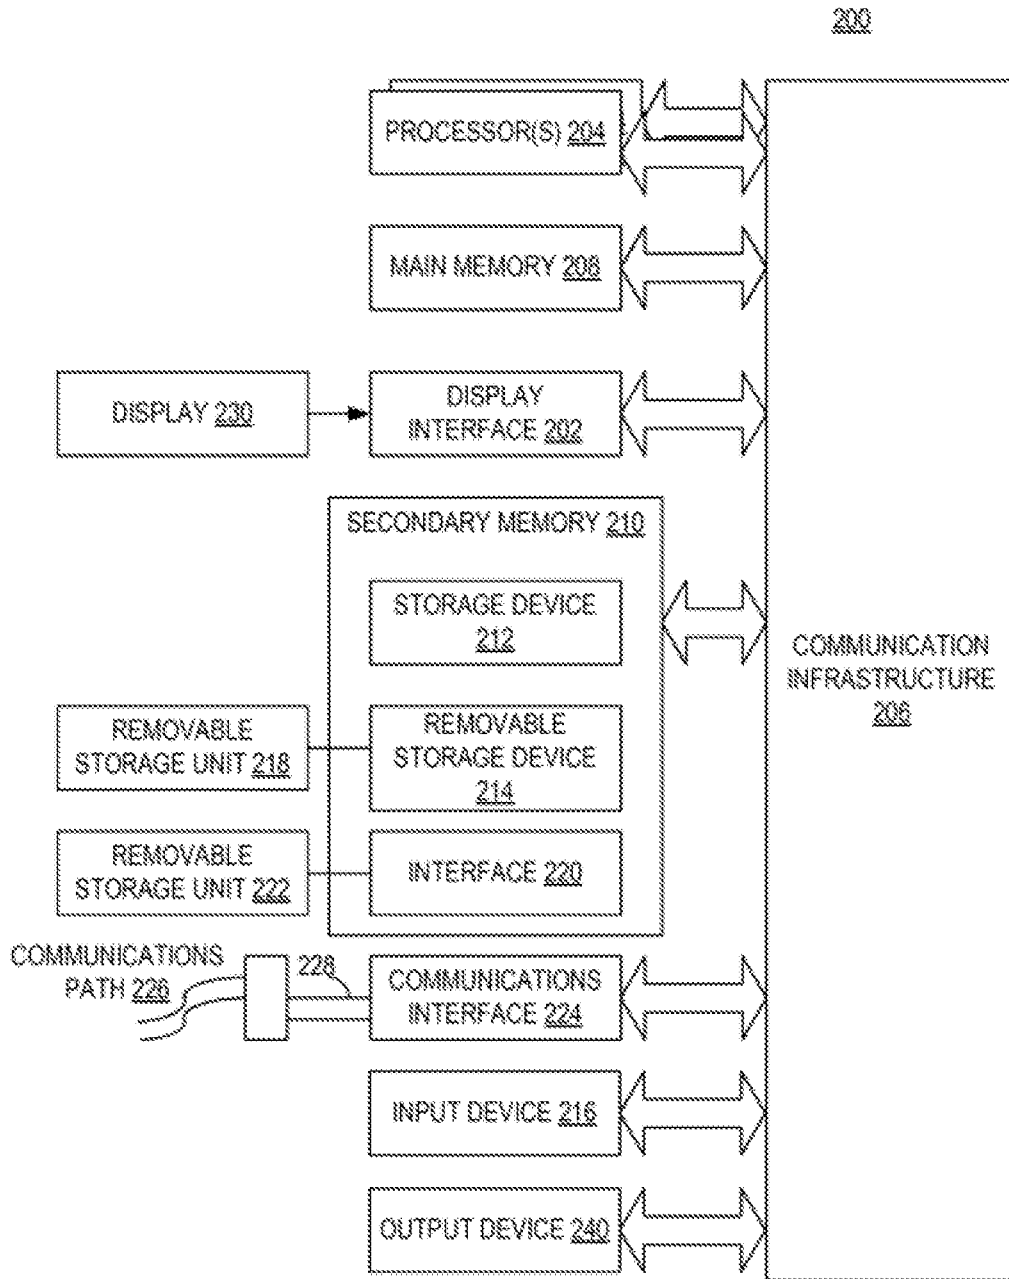 200
PROCESSOR(S) 204
MAIN MEMORY 208
DISPLAY 230
DISPLAY
INTERFACE 202
SECONDARY MEMORY 210
STORAGE DEVICE
212
COMMUNICATION
INFRASTRUCTURE
206
REMOVABLE
STORAGE UNIT 218
REMOVABLE
STORAGE DEVICE
214
REMOVABLE
STORAGE UNIT 222
INTERFACE 220
COMMUNICATIONS
PATH 226
228
COMMUNICATIONS
INTERFACE 224
INPUT DEVICE 216
OUTPUT DEVICE 240